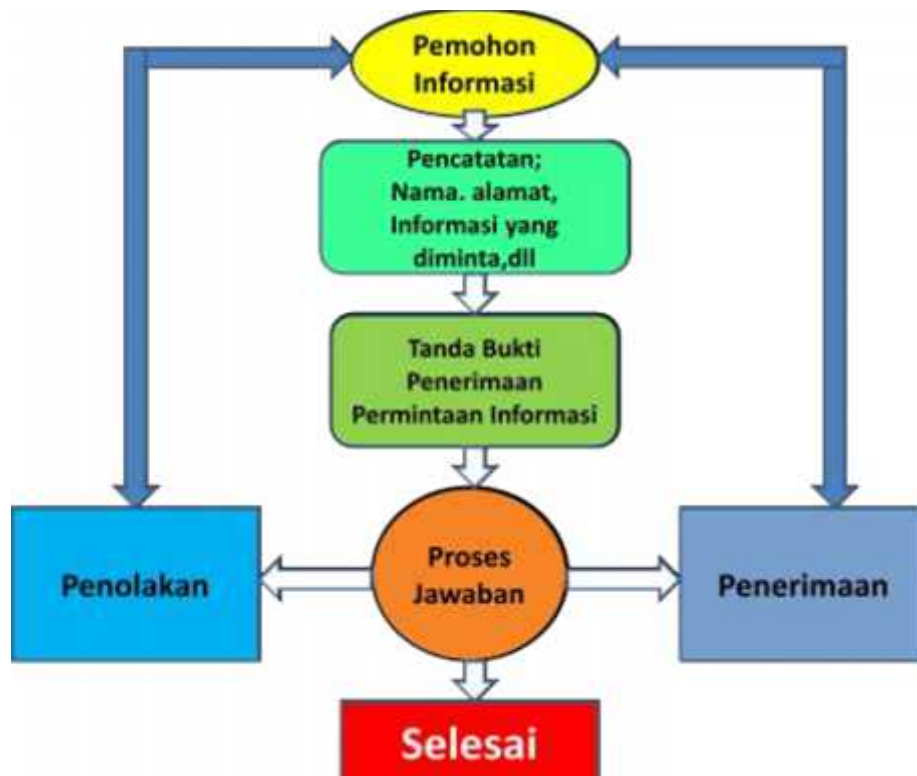 Pemohon
Informasi
Pencatatan;
Nama. alamat,
Informasi yang
diminta,dll
Tanda Bukti
Penerimaan
Permintaan Informasi
Penolakan
Proses
Jawaban
Penerimaan
Selesai